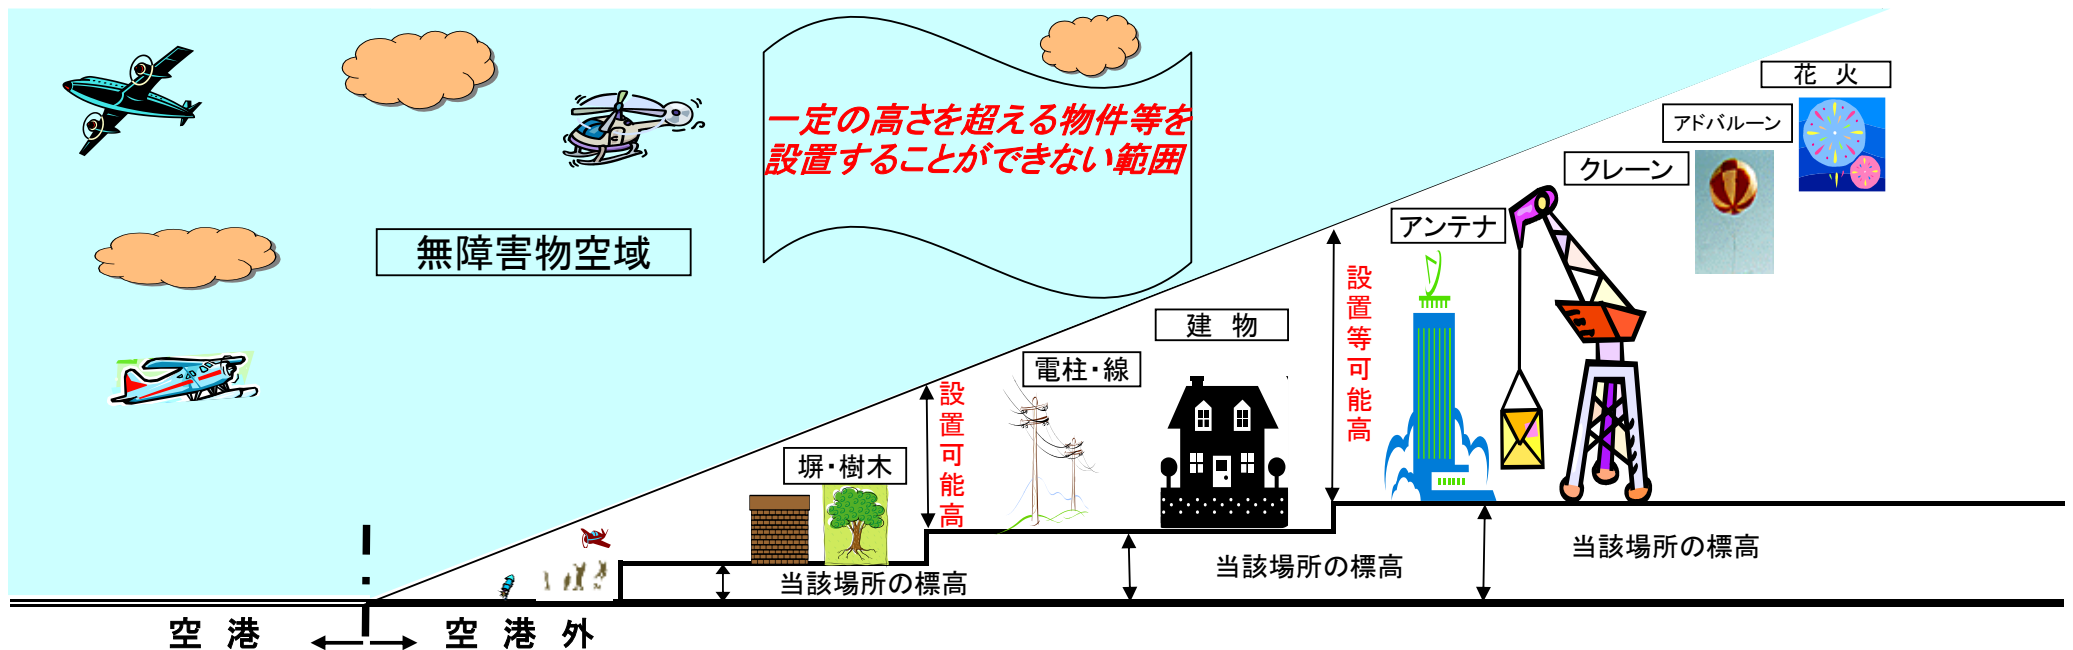 一定の高さを超える物件等を
設置することができない範囲
無障害物空域
花　火
アドバルーン
クレーン
アンテナ
設置等可能高
建　物
電柱・線
設置可能高
塀・樹木
当該場所の標高
当該場所の標高
当該場所の標高
空　港
空　港　外